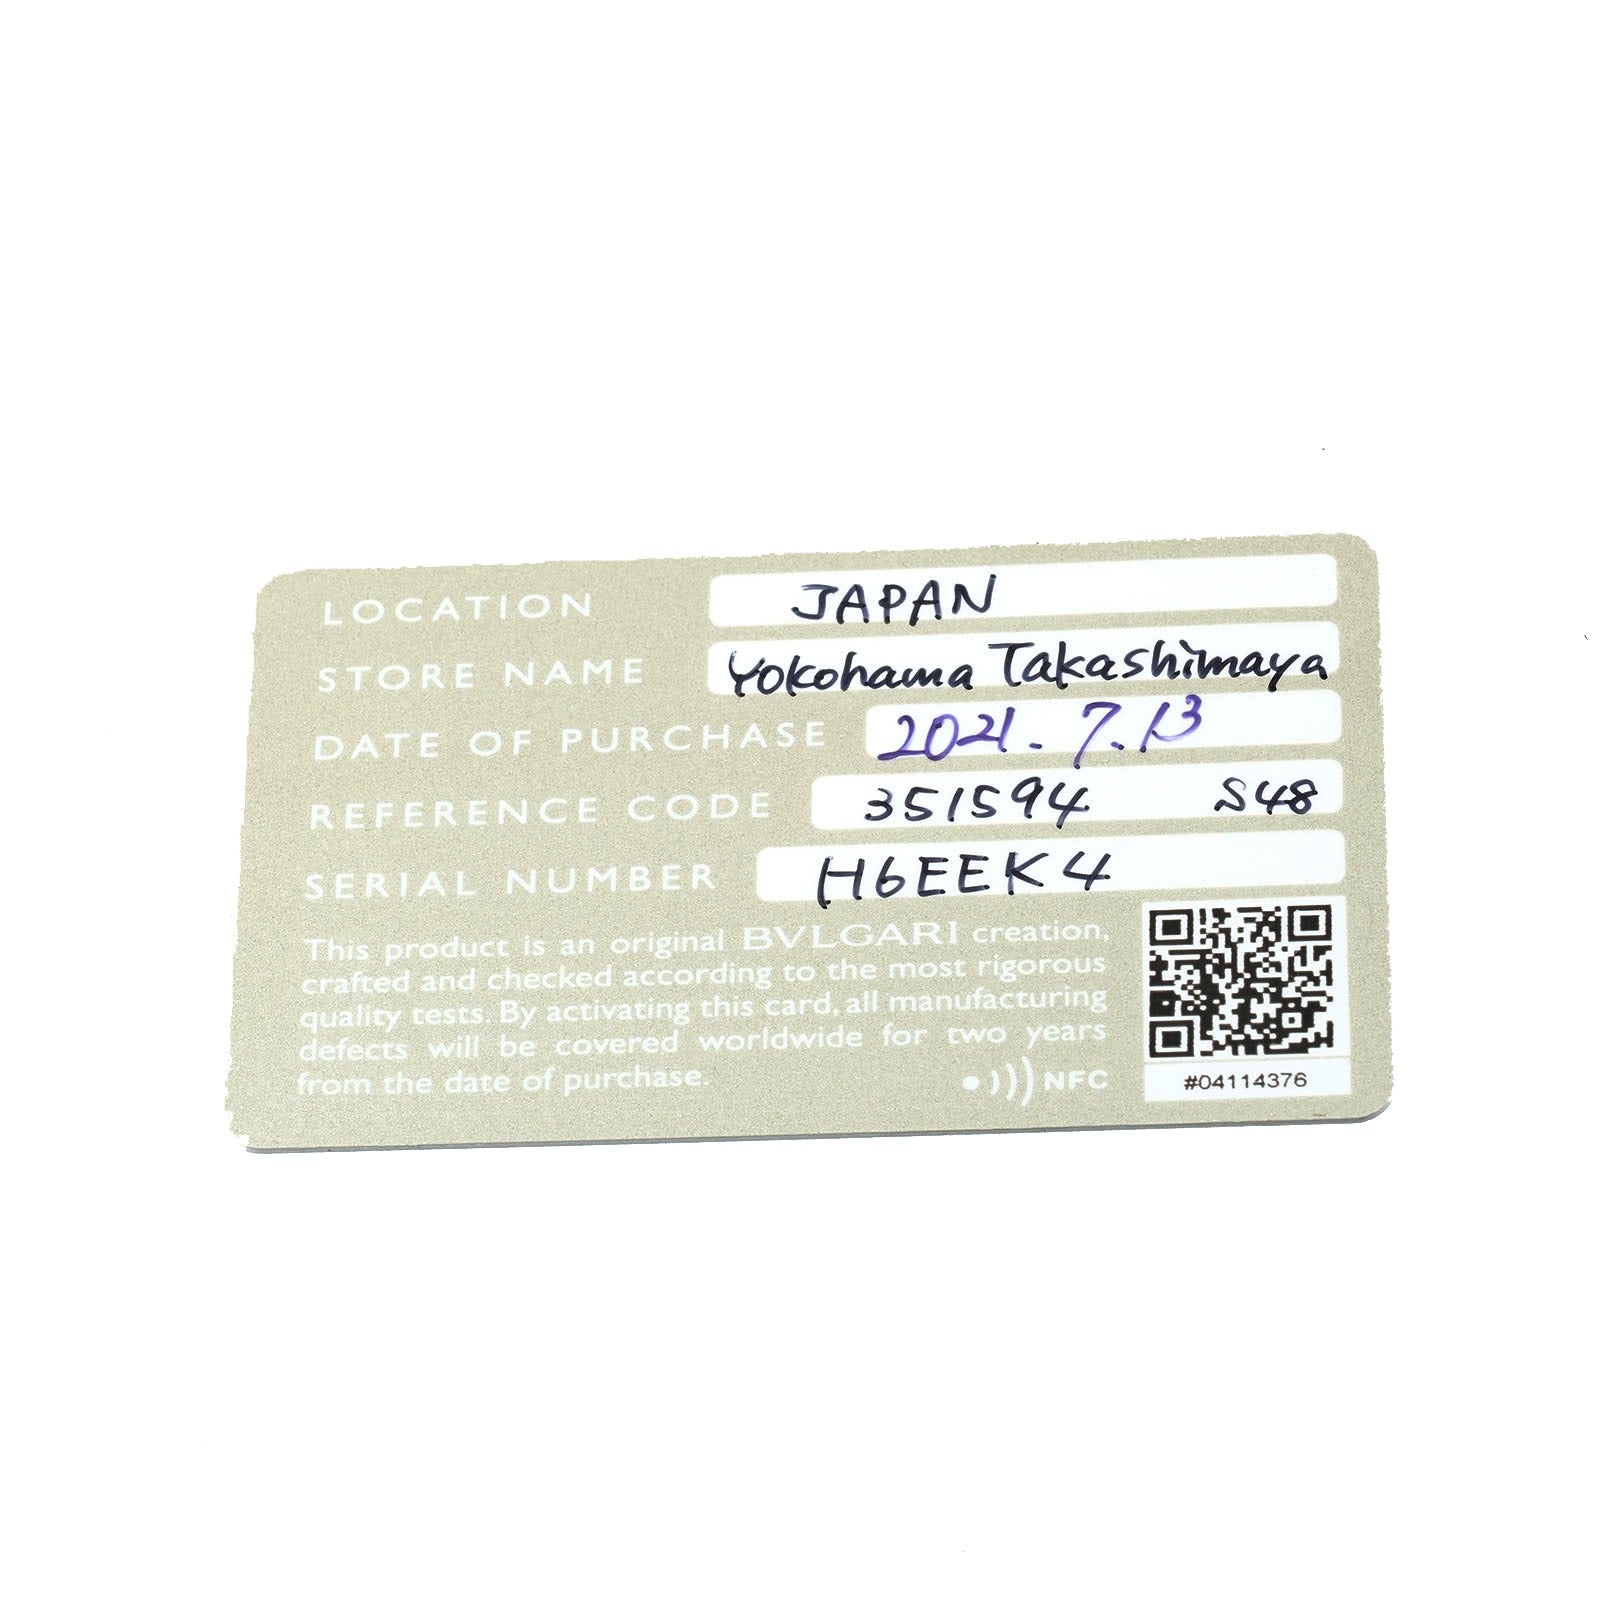 LOCATION JAPAN
STORE NAME Yokohama Takashimaya
DATE OF PURCHASE 2021.7.13
REFERENCE CODE 351594 S48
SERIAL NUMBER H6EEK4
This product is an original BVLGARI creation,
crafted and checked according to the most rigorous
quality tests. By activating this card, all manufacturing
defects will be covered worldwide for two years
from the date of purchase.
NFC
#04114376